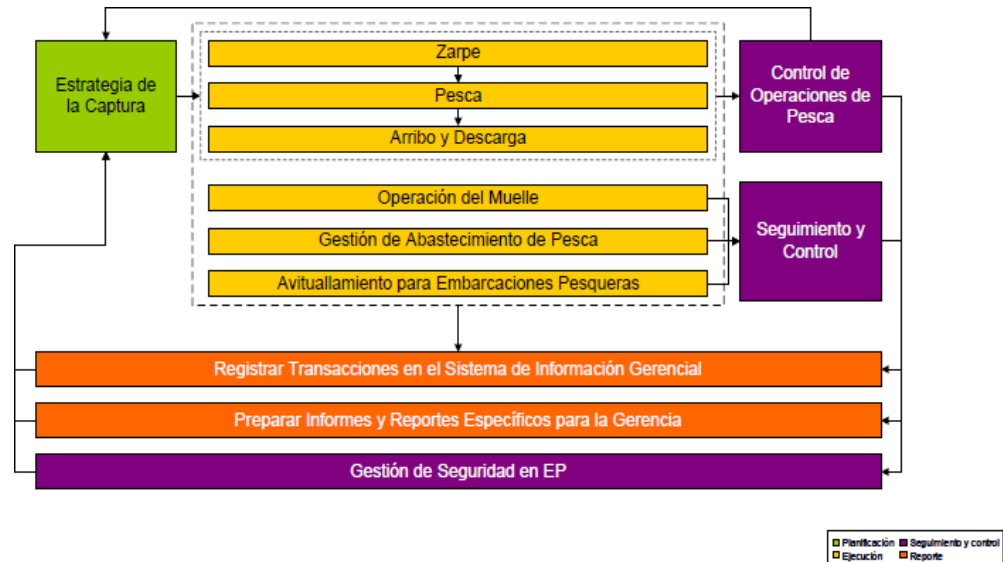 Estrategia de
la Captura
Zarpe
Pesca
Arribo y Descarga
Control de
Operaciones de
Pesca
Operación del Muelle
Gestión de Abastecimiento de Pesca
Avituallamiento para Embarcaciones Pesqueras
Seguimiento y
Control
Registrar Transacciones en el Sistema de Información Gerencial
Preparar Informes y Reportes Específicos para la Gerencia
Gestión de Seguridad en EP
Planificación
Seguimiento y control
Ejecución
Reporte